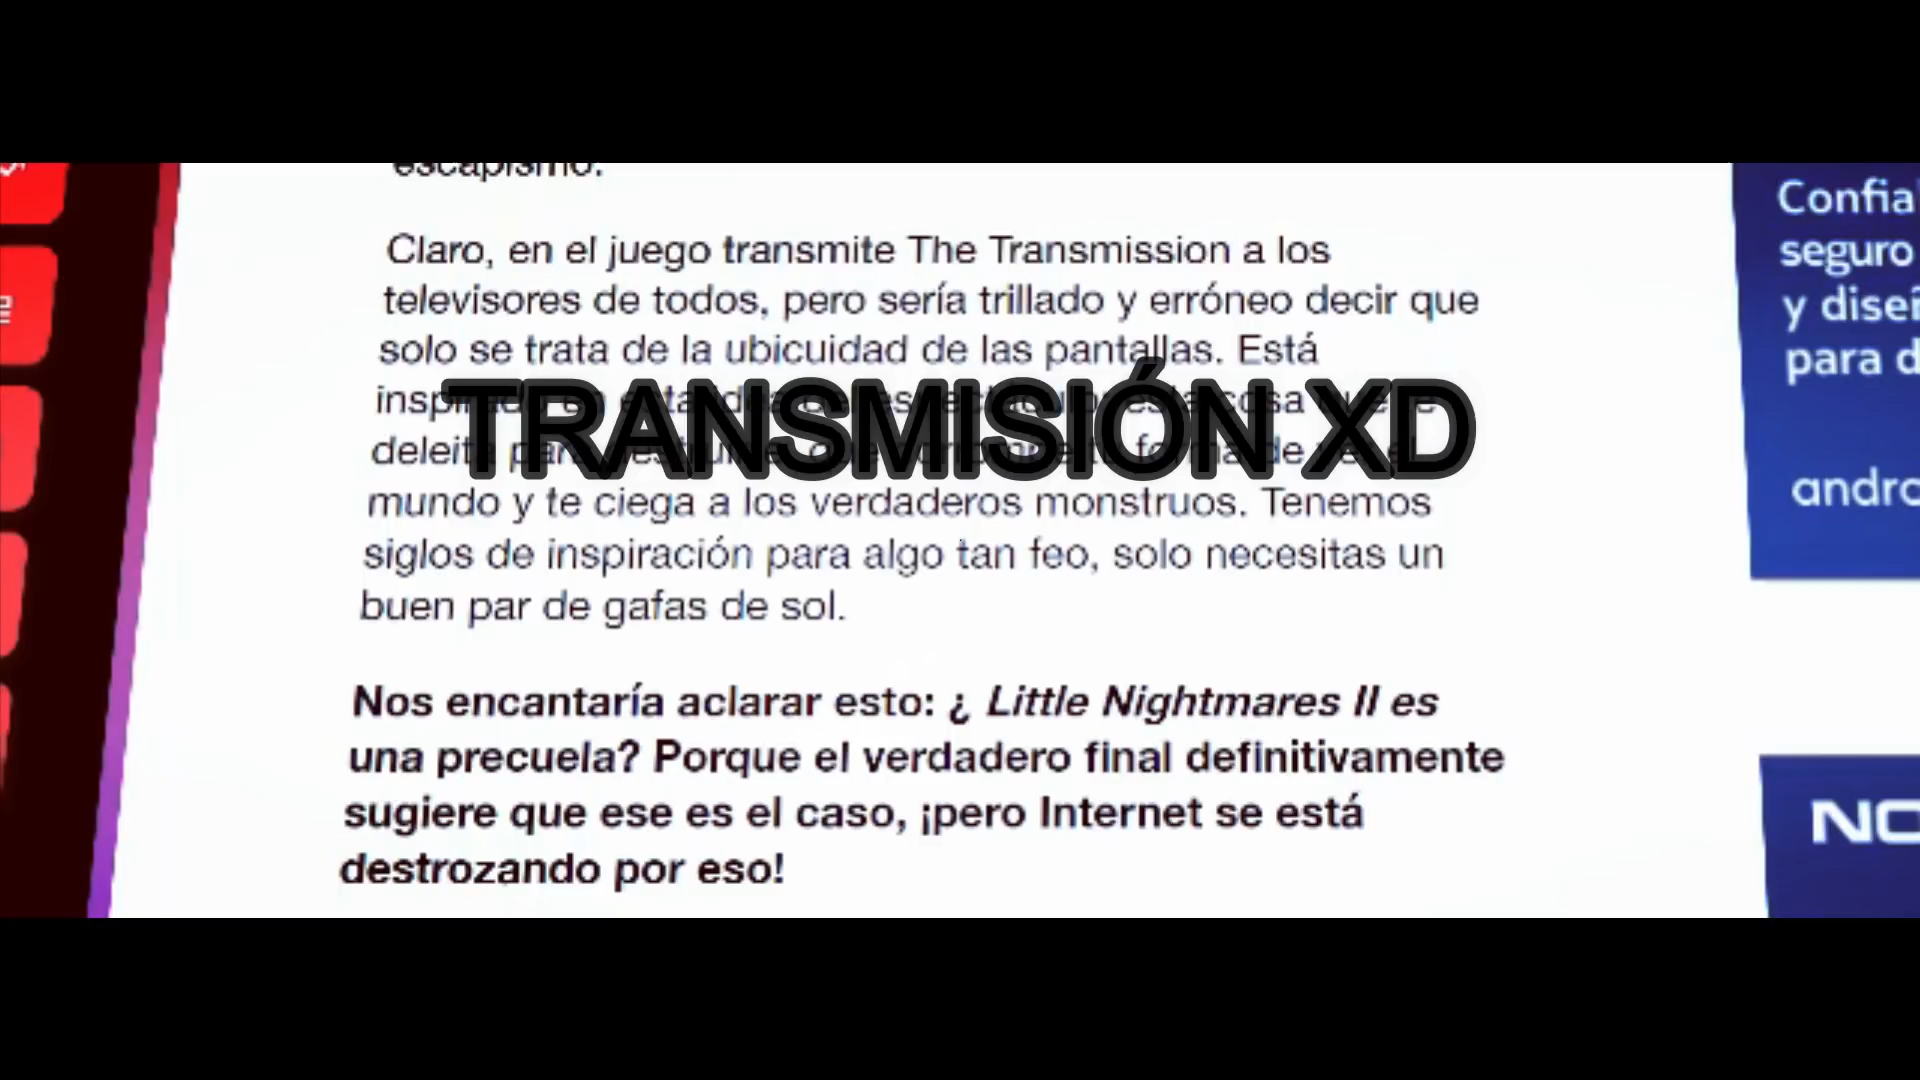 escapismo.
Claro, en el juego transmite The Transmission a los
televisores de todos, pero sería trillado y erróneo decir que
solo se trata de la ubicuidad de las pantallas. Está
TRANSMISIÓN XD
mundo y te ciega a los verdaderos monstruos. Tenemos
siglos de inspiración para algo tan feo, solo necesitas un
buen par de gafas de sol.
Nos encantaría aclarar esto: ¿ Little Nightmares II es
una precuela? Porque el verdadero final definitivamente
sugiere que ese es el caso, ¡pero Internet se está
destrozando por eso!
Confia
seguro
y dise
para d
andro
NO